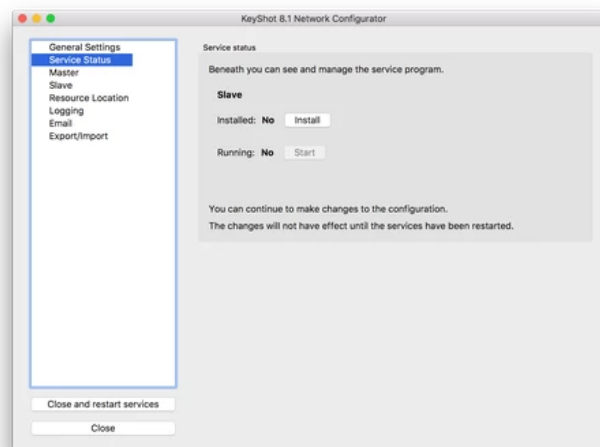 KeyShot 8.1 Network Configurator
General Settings
Service Status
Master
Slave
Resource Location
Logging
Email
Export/Import
Service status
Beneath you can see and manage the service program.
Slave
Installed: No Install
Running: No Start
You can continue to make changes to the configuration.
The changes will not have effect until the services have been restarted.
Close and restart services
Close